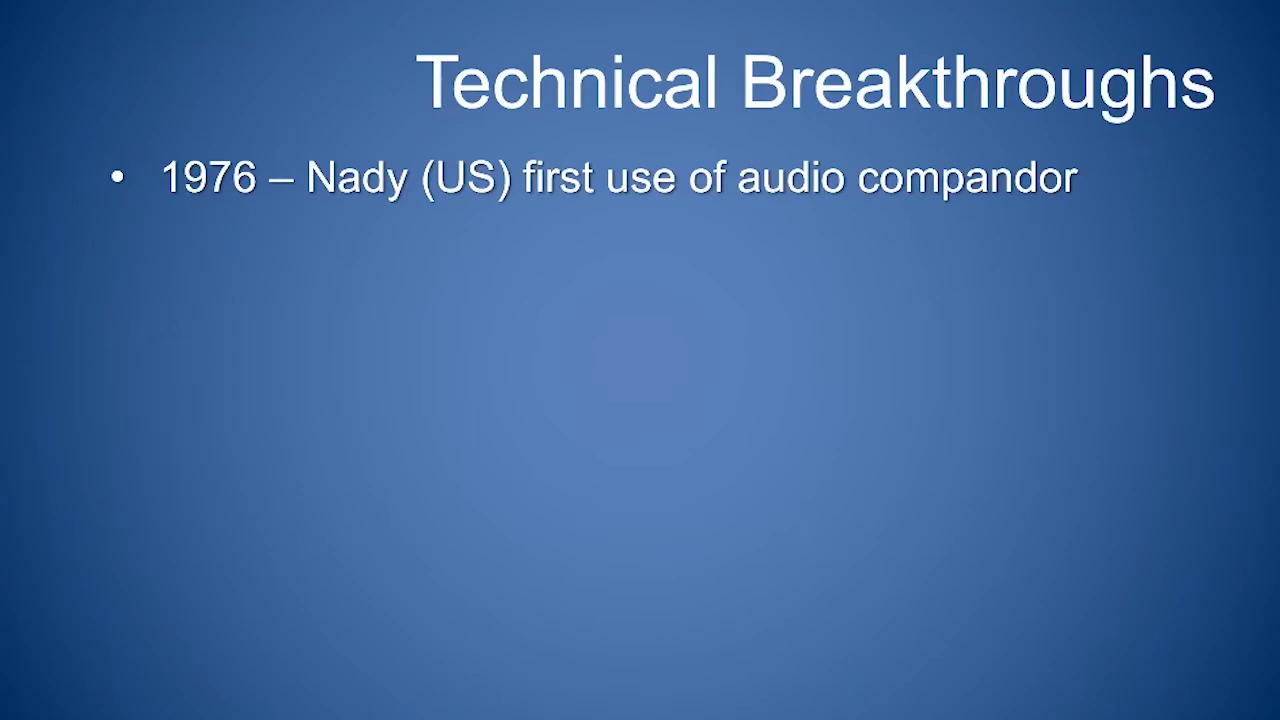 Technical Breakthroughs
• 1976 – Nady (US) first use of audio compandor